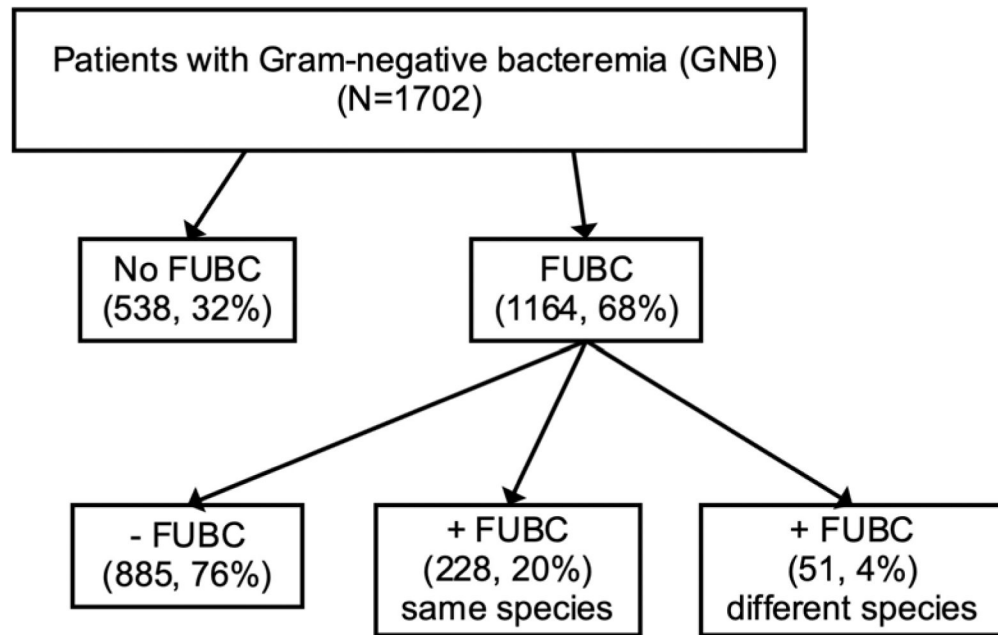 Patients with Gram-negative bacteremia (GNB)
(N=1702)
No FUBC
(538, 32%)
FUBC
(1164, 68%)
- FUBC
(885, 76%)
+ FUBC
(228, 20%)
same species
+ FUBC
(51, 4%)
different species